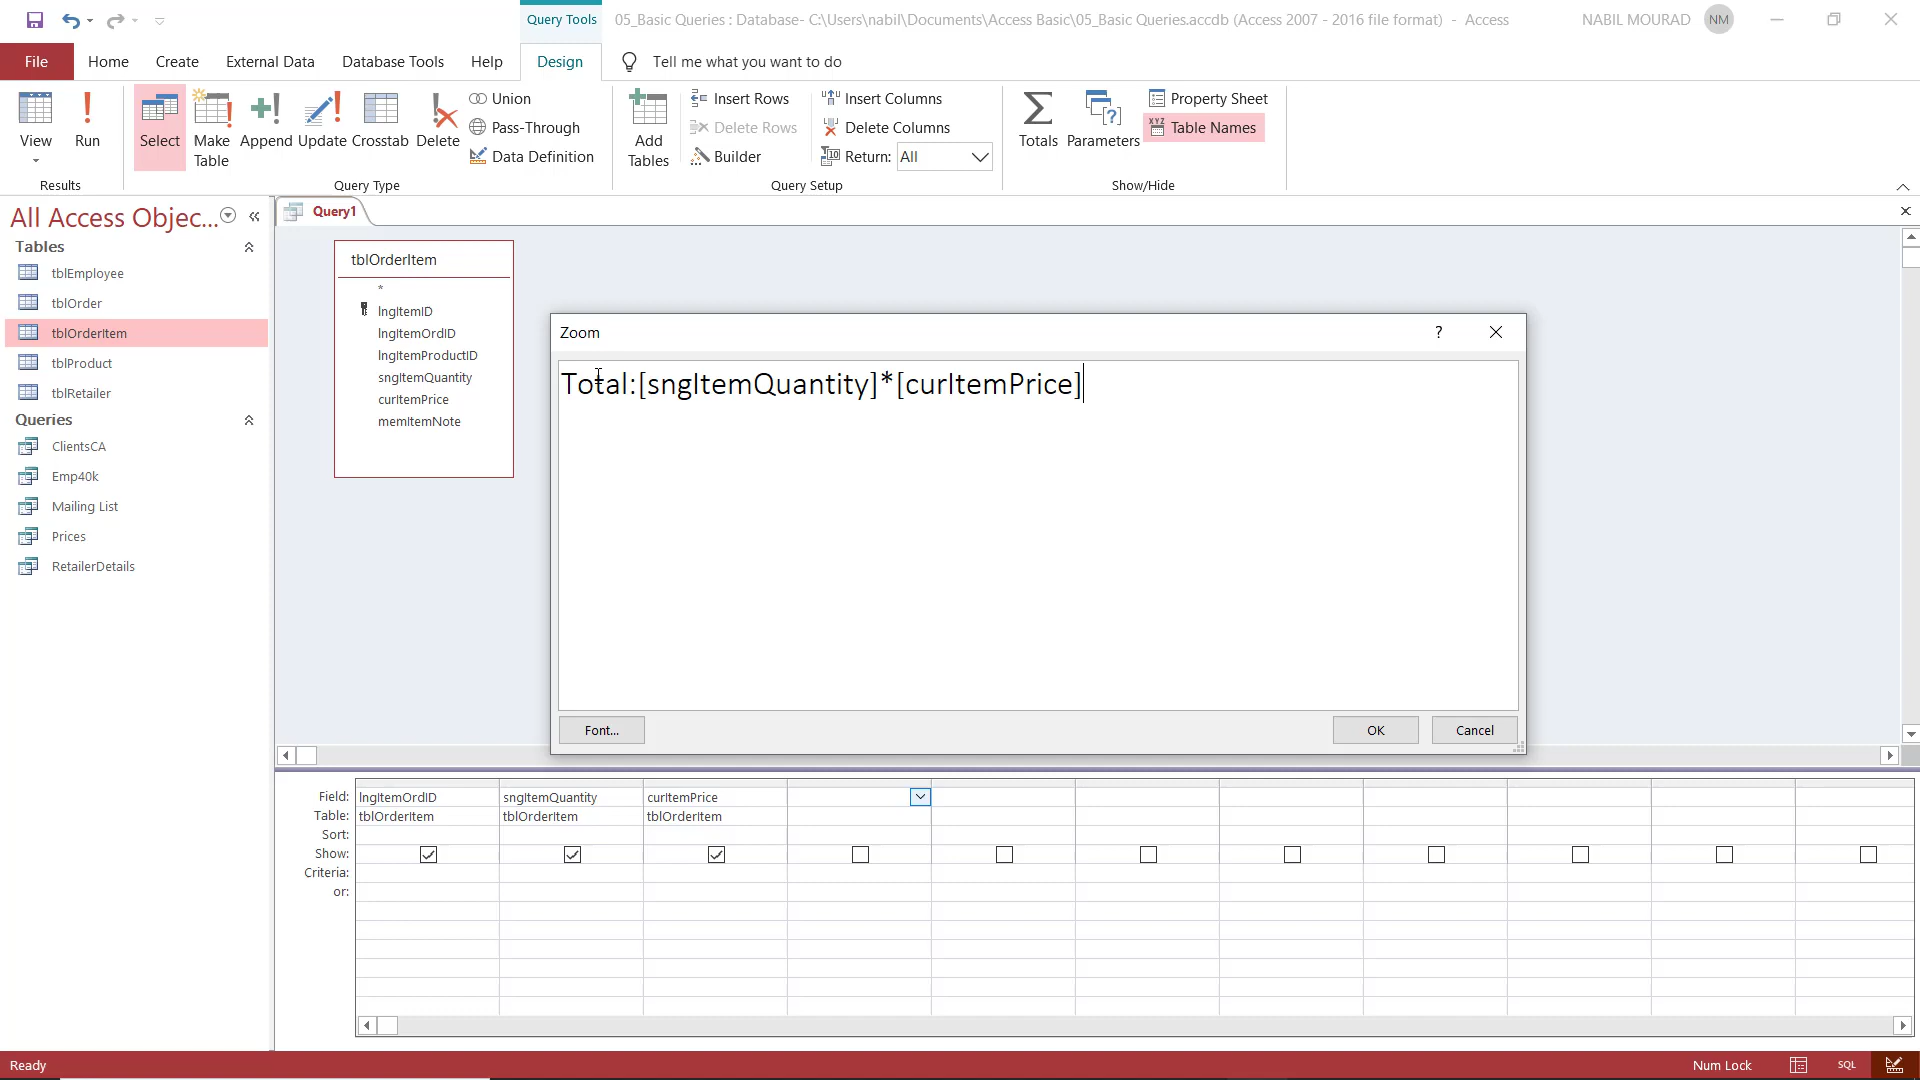 Query Tools
05_Basic Queries : Database- C:\Users\nabil\Documents\Access Basic\05_Basic Queries.accdb (Access 2007 - 2016 file format) - Access
NABIL MOURAD
NM
File
Home
Create
External Data
Database Tools
Help
Design
Tell me what you want to do
View
Run
Select
Make Table
Append
Update
Crosstab
Delete
Union
Pass-Through
Data Definition
Add Tables
Insert Rows
Delete Rows
Builder
Insert Columns
Delete Columns
Return: All
Totals
Parameters
Property Sheet
Table Names
Results
Query Type
Query Setup
Show/Hide
All Access Objec...
Tables
tblEmployee
tblOrder
tblOrderItem
tblProduct
tblRetailer
Queries
ClientsCA
Emp40k
Mailing List
Prices
RetailerDetails
Query1
tblOrderItem
*
lngItemID
lngItemOrdID
lngItemProductID
sngItemQuantity
curItemPrice
memItemNote
Zoom
?
Total:[sngItemQuantity]*[curItemPrice]
Font...
OK
Cancel
Field: lngItemOrdID sngItemQuantity curItemPrice
Table: tblOrderItem tblOrderItem tblOrderItem
Sort:
Show:
Criteria:
or:
Ready
Num Lock
SQL